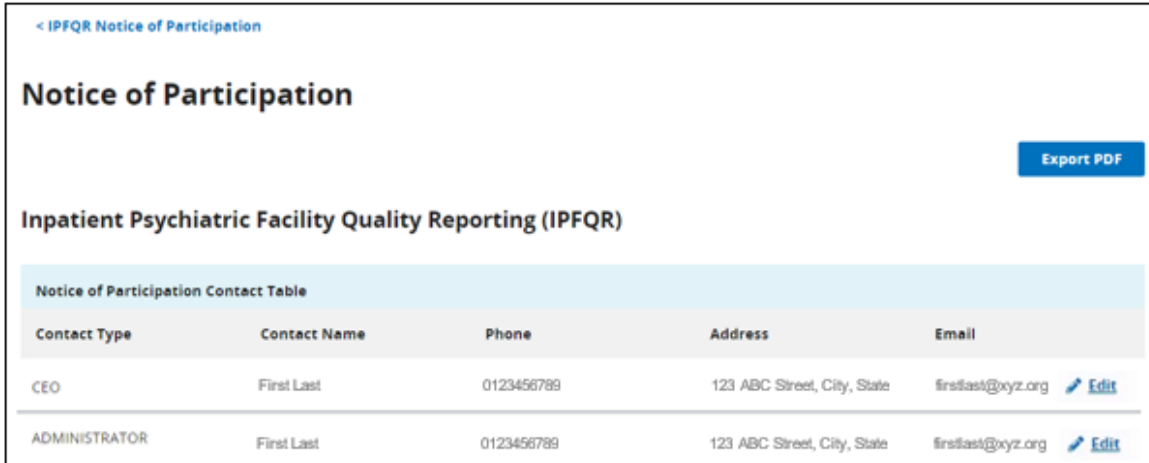 < IPFQR Notice of Participation
Notice of Participation
Export PDF
Inpatient Psychiatric Facility Quality Reporting (IPFQR)
Notice of Participation Contact Table
Contact Type Contact Name Phone Address Email
CEO First Last 0123456789 123 ABC Street, City, State firstlast@xyz.org Edit
ADMINISTRATOR First Last 0123456789 123 ABC Street, City, State firstlast@xyz.org Edit